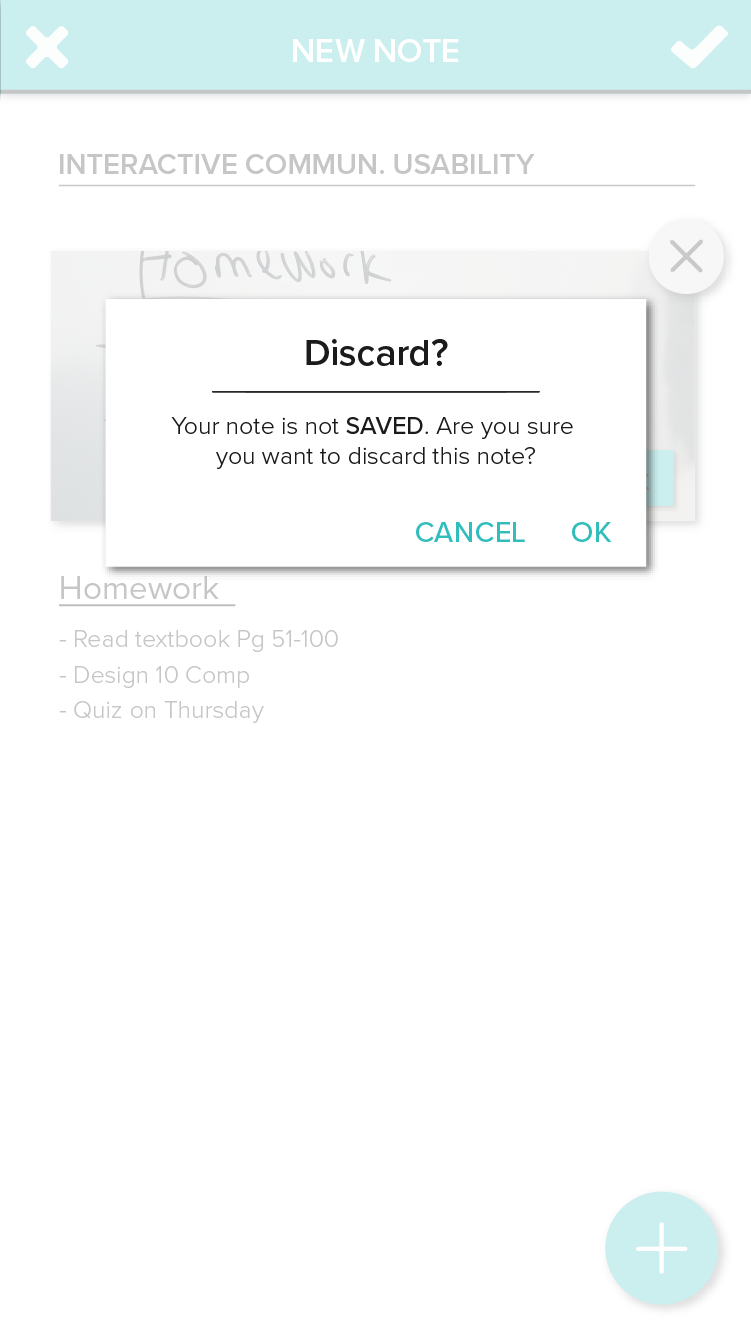 NEW NOTE
INTERACTIVE COMMUN. USABILITY
Homework
Discard?
Your note is not SAVED. Are you sure
you want to discard this note?
CANCEL OK
Homework
- Read textbook Pg 51-100
- Design 10 Comp
- Quiz on Thursday